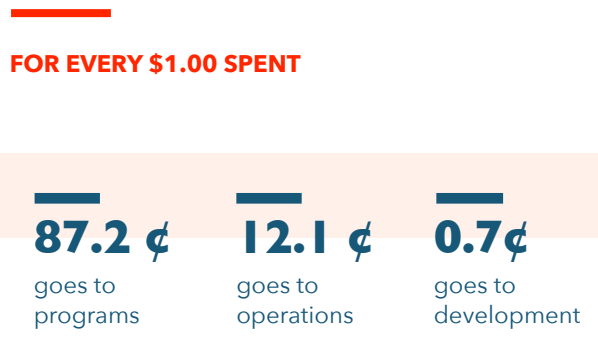 FOR EVERY $1.00 SPENT
87.2 ¢
goes to
programs
12.1 ¢
goes to
operations
0.7¢
goes to
development